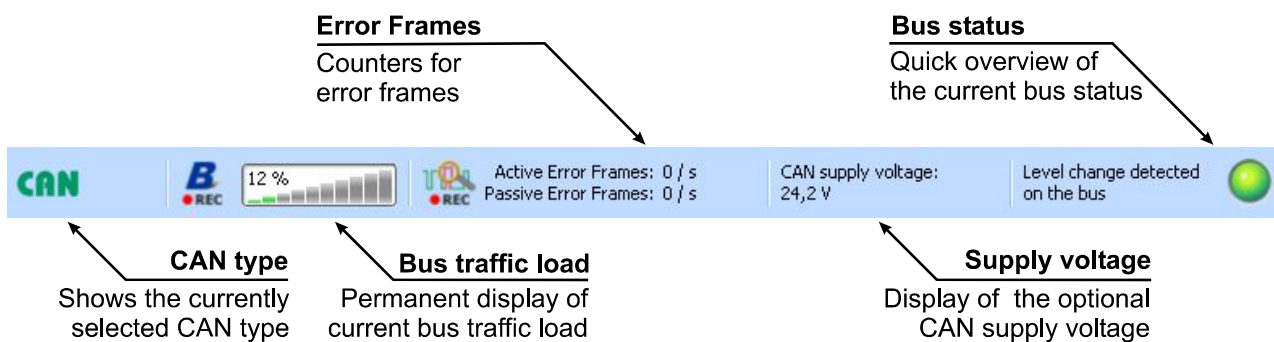 Error Frames
Counters for
error frames
Bus status
Quick overview of
the current bus status
CAN
B
REC
12 %
REC
Active Error Frames: 0 / s
Passive Error Frames: 0 / s
CAN supply voltage:
24,2 V
Level change detected
on the bus
CAN type
Shows the currently
selected CAN type
Bus traffic load
Permanent display of
current bus traffic load
Supply voltage
Display of the optional
CAN supply voltage